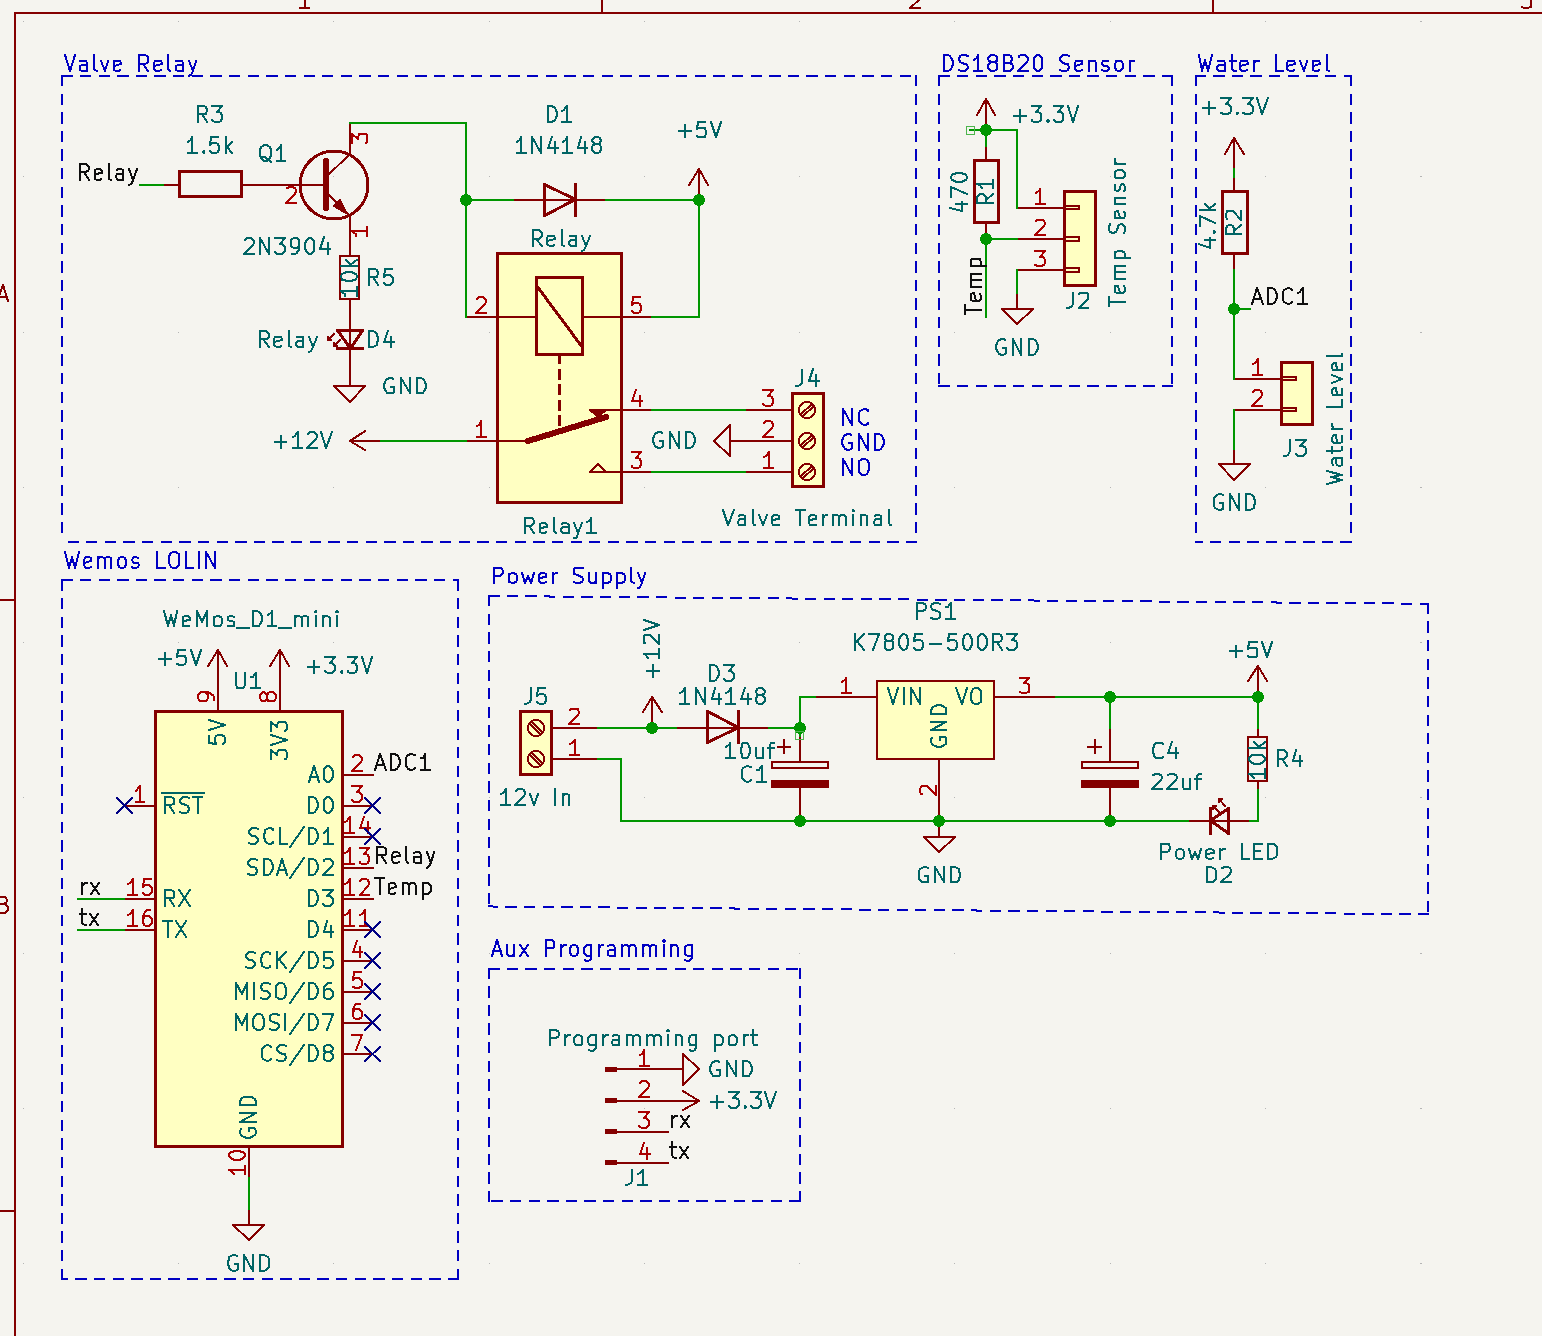 1
2
3
A
B
Valve Relay
R3
1.5k
Relay
Q1
2
3
1
2N3904
10k
R5
Relay
D4
GND
D1
1N4148
+5V
Relay
2
5
4
1
3
+12V
Relay1
GND
J4
3
2
1
NC
GND
NO
Valve Terminal
DS18B20 Sensor
+3.3V
470
R1
1
2
3
Temp
J2
Temp Sensor
GND
Water Level
+3.3V
4.7k
R2
ADC1
1
2
J3
Water Level
GND
Wemos LOLIN
WeMos_D1_mini
+5V
+3.3V
U1
9
8
5V
3V3
A0
2
ADC1
1
RST
D0
3
SCL/D1
14
SDA/D2
13
Relay
rx
15
RX
D3
12
Temp
tx
16
TX
D4
11
SCK/D5
4
MISO/D6
5
MOSI/D7
6
CS/D8
7
GND
10
GND
Power Supply
PS1
K7805-500R3
+12V
D3
1N4148
J5
2
1
12v In
10uf
+
C1
1
VIN
VO
3
GND
2
GND
+
C4
22uf
+5V
10k
R4
Power LED
D2
Aux Programming
Programming port
1
GND
2
+3.3V
3
rx
4
tx
J1